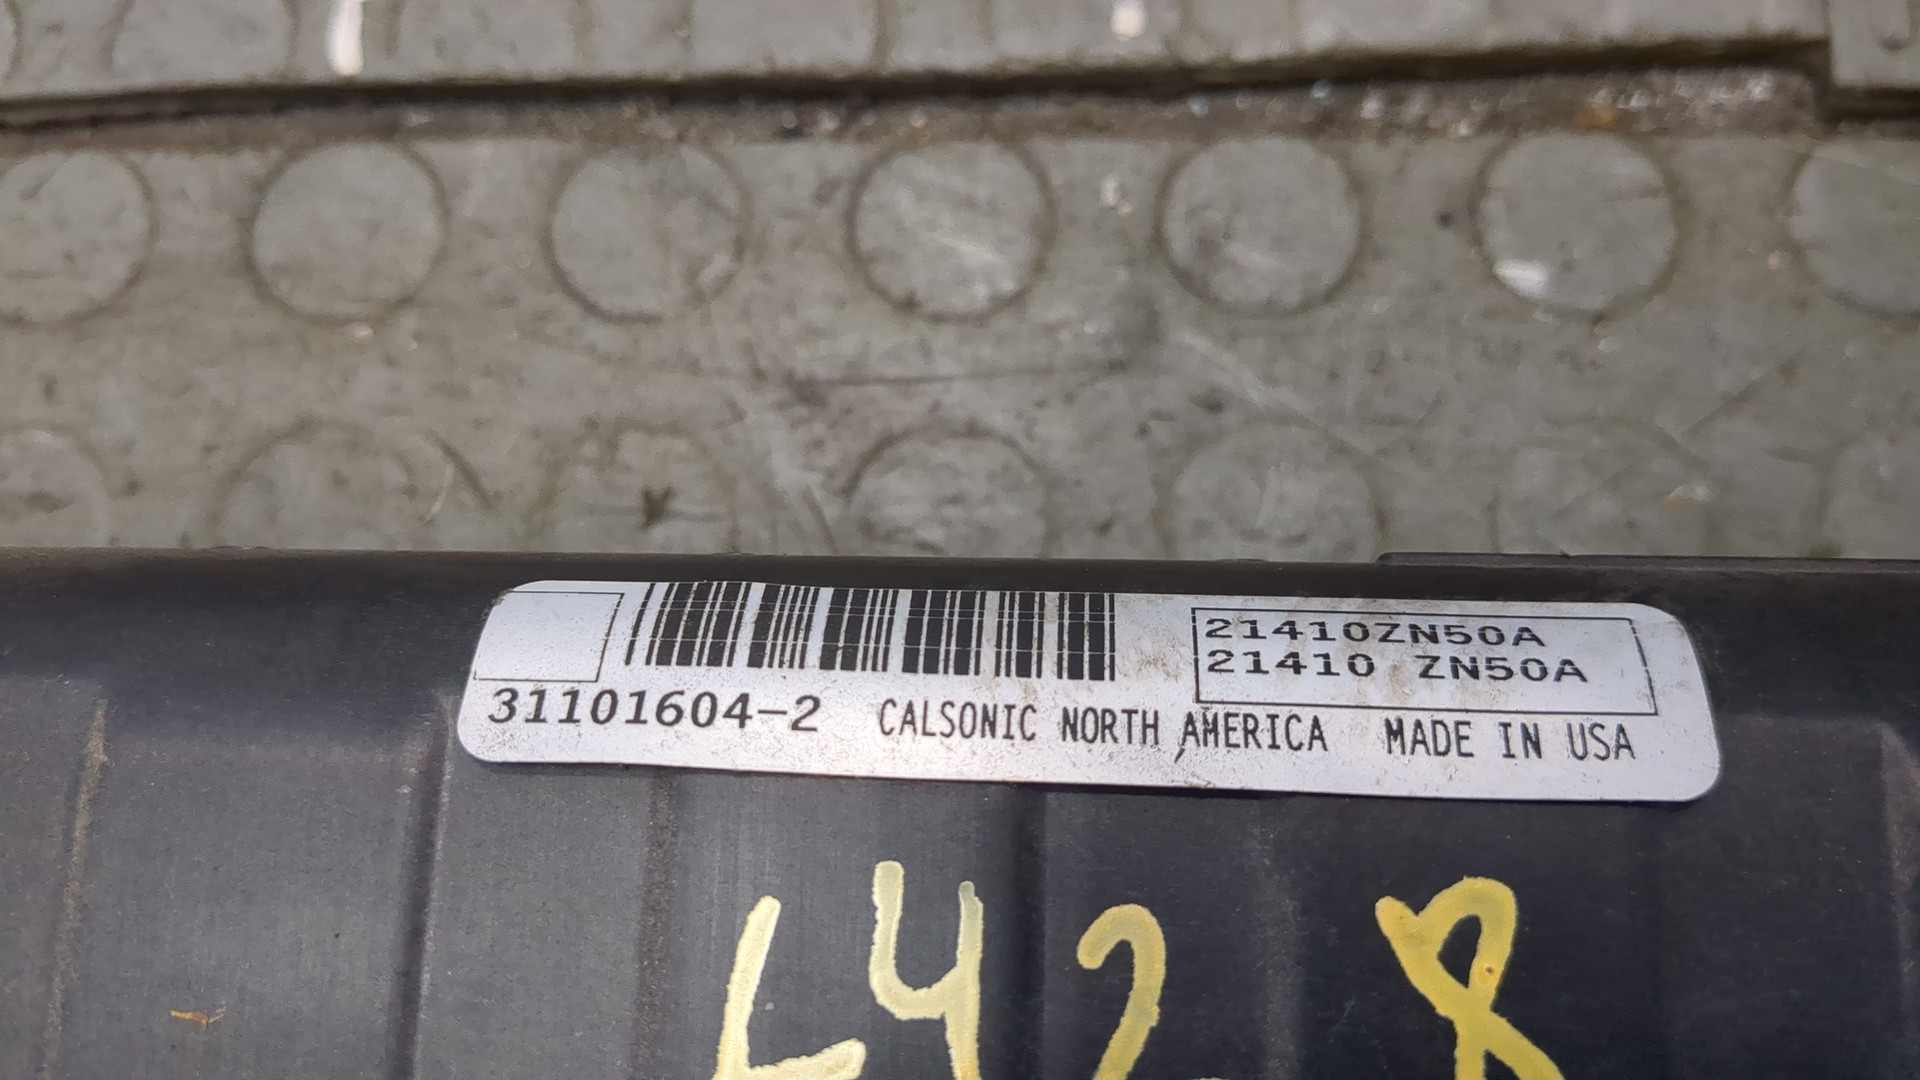 21410ZN50A
21410 ZN50A
31101604-2 CALSONIC NORTH AMERICA MADE IN USA